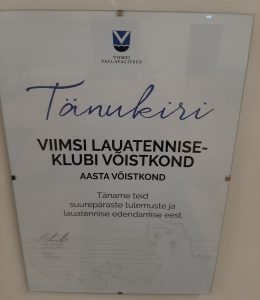 VIIMSI
VALLAVALITSUS
Tänukiri
VIIMSI LAUATENNISE-
KLUBI VÕISTKOND
AASTA VÕISTKOND
Täname teid
suurepäraste tulemuste ja
lauatennise edendamise eest.